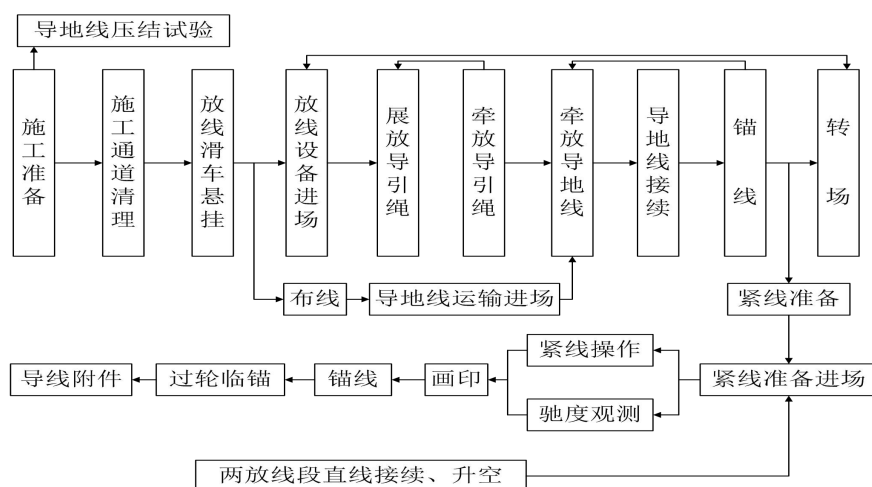 导地线压结试验
施工准备
施工通道清理
放线滑车悬挂
放线设备进场
展放导引绳
牵放导引绳
牵放导地线
导地线接续
锚线
转场
布线
导地线运输进场
紧线准备
紧线操作
导线附件
过轮临锚
锚线
画印
紧线准备进场
驰度观测
两放线段直线接续、升空